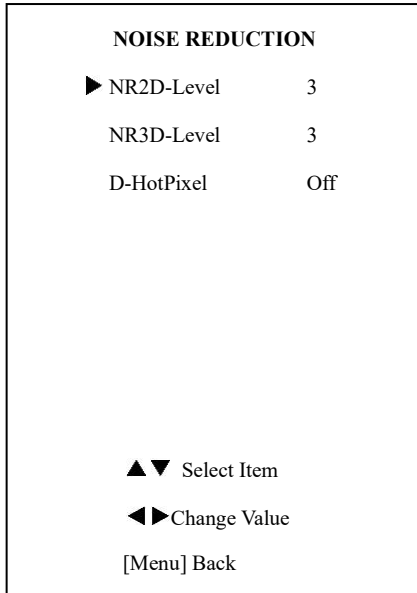 NOISE REDUCTION
▶ NR2D-Level 3
NR3D-Level 3
D-HotPixel Off
▲▼ Select Item
◀▶Change Value
[Menu] Back